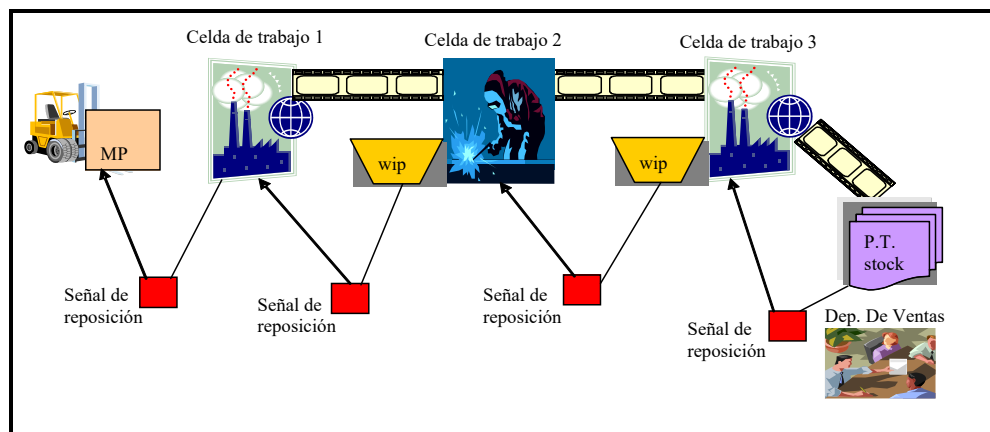 Celda de trabajo 1
Celda de trabajo 2
Celda de trabajo 3
MP
wip
wip
P.T.
stock
Señal de
reposición
Señal de
reposición
Señal de
reposición
Señal de
reposición
Dep. De Ventas